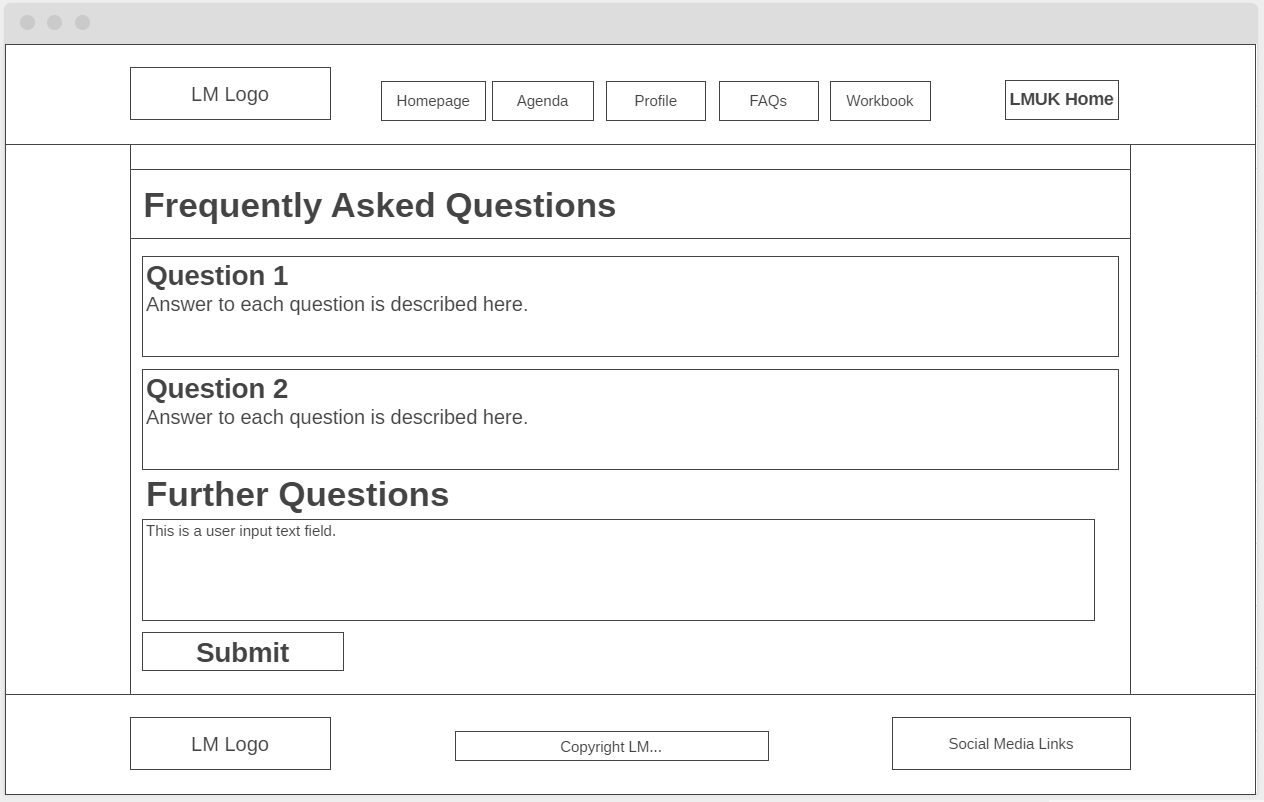 LM Logo
Homepage
Agenda
Profile
FAQs
Workbook
LMUK Home
Frequently Asked Questions
Question 1
Answer to each question is described here.
Question 2
Answer to each question is described here.
Further Questions
This is a user input text field.
Submit
LM Logo
Copyright LM...
Social Media Links